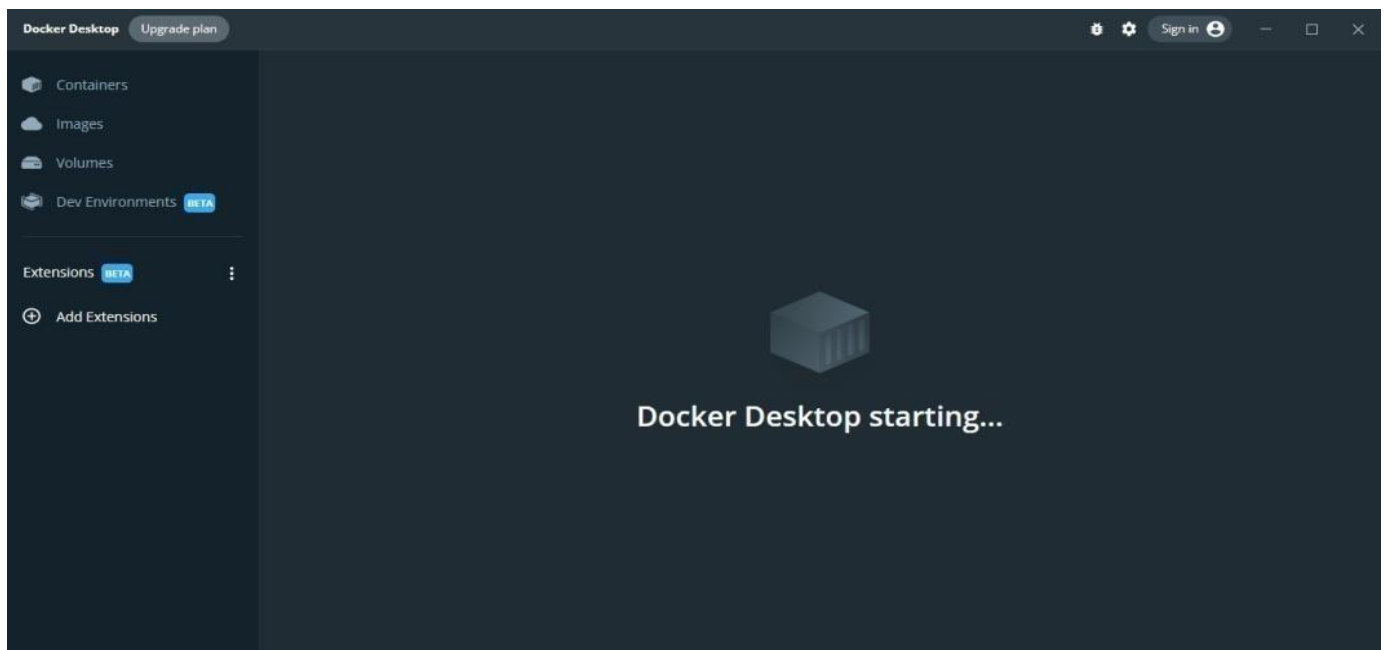 Docker Desktop Upgrade plan Sign in
Containers
Images
Volumes
Dev Environments BETA
Extensions BETA
Add Extensions
Docker Desktop starting...